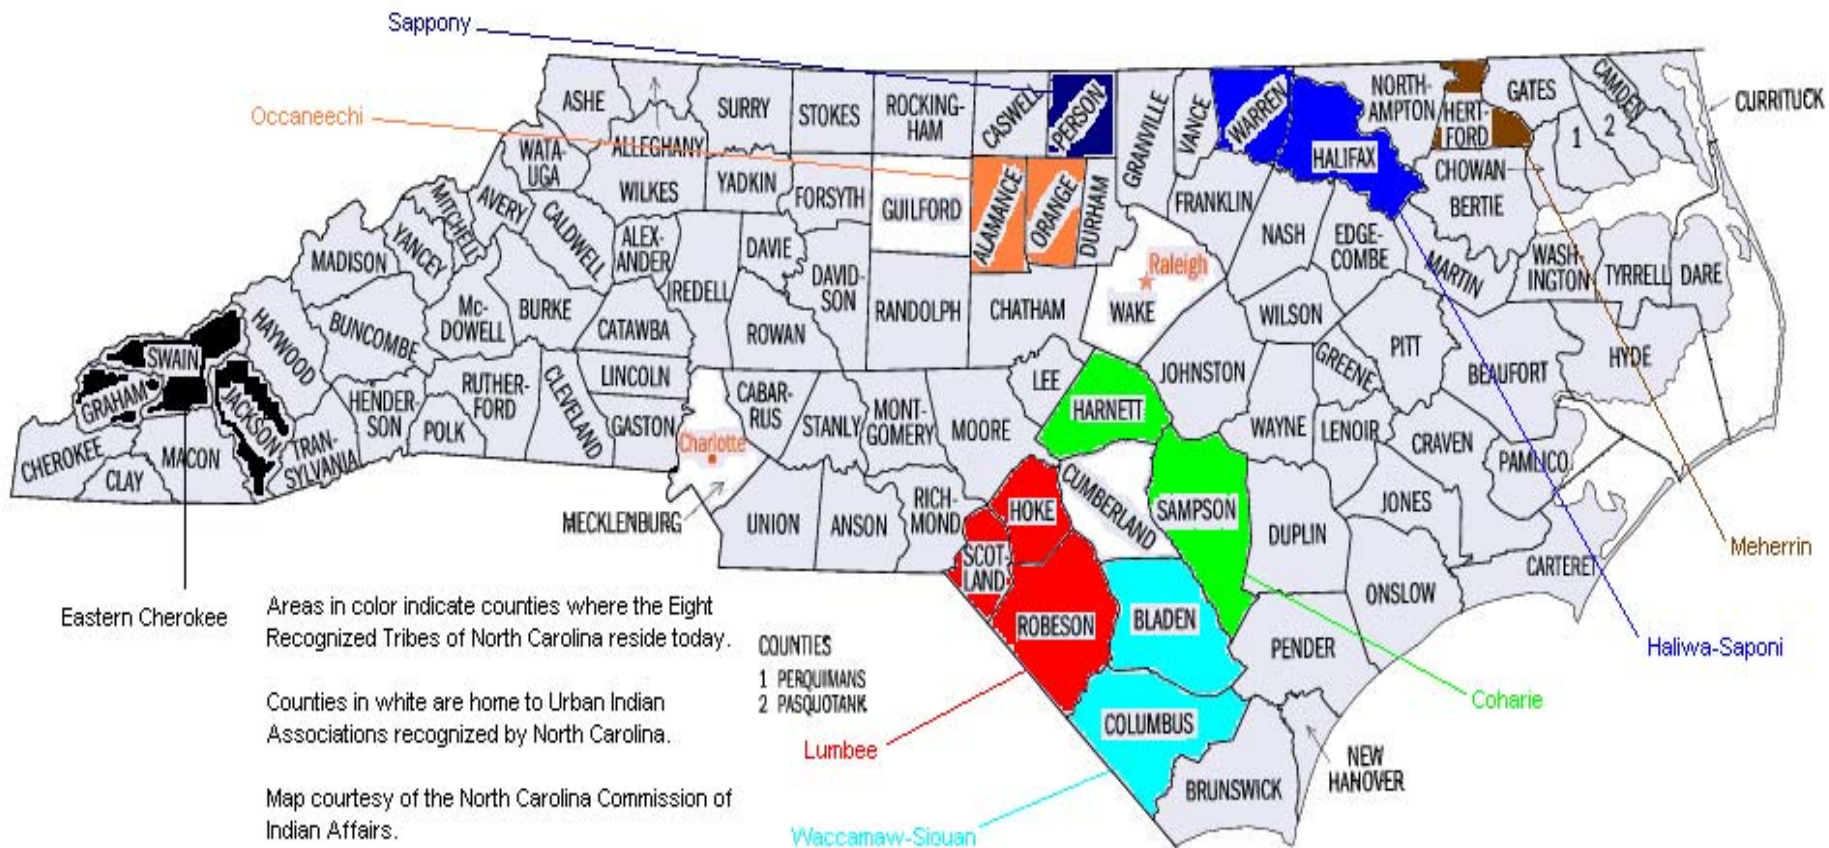 Sappony
Occaneechi
ASHE
ALLEGHANY
SURRY
STOKES
ROCKING-
HAM
CASWELL
PERSON
GRANVILLE
VANCE
WARREN
HALIFAX
NORTH-
AMPTON
HERT-
FORD
GATES
CAMDEN
CURRITUCK
1
2
WATA-
UGA
WILKES
YADKIN
FORSYTH
GUILFORD
ALAMANCE
ORANGE
DURHAM
FRANKLIN
NASH
EDGE-
COMBE
CHOWAN
BERTIE
MITCHELL
AVERY
CALDWELL
ALEX-
ANDER
IREDELL
DAVIE
DAVID-
SON
RANDOLPH
CHATHAM
Raleigh
WAKE
WILSON
MARTIN
WASH-
INGTON
TYRRELL
DARE
MADISON
YANCEY
Mc-
DOWELL
BURKE
CATAWBA
ROWAN
SWAIN
GRAHAM
JACKSON
HAYWOOD
BUNCOMBE
HENDER-
SON
RUTHER-
FORD
POLK
CLEVELAND
LINCOLN
GASTON
CABAR-
RUS
STANLY
MONT-
GOMERY
MOORE
LEE
HARNETT
JOHNSTON
GREENE
PITT
BEAUFORT
HYDE
CHEROKEE
CLAY
MACON
TRAN-
SYLVANIA
Charlotte
MECKLENBURG
UNION
ANSON
RICH-
MOND
HOKE
SCOT-
LAND
CUMBERLAND
SAMPSON
WAYNE
LENOIR
CRAVEN
PAMLICO
JONES
DUPLIN
CARTERET
ONSLOW
ROBESON
BLADEN
PENDER
COLUMBUS
BRUNSWICK
NEW
HANOVER
Meherrin
Haliwa-Saponi
Coharie
Lumbee
Waccamaw-Siouan
Eastern Cherokee
Areas in color indicate counties where the Eight
Recognized Tribes of North Carolina reside today.
Counties in white are home to Urban Indian
Associations recognized by North Carolina.
Map courtesy of the North Carolina Commission of
Indian Affairs.
COUNTIES
1 PERQUIMANS
2 PASQUOTANK